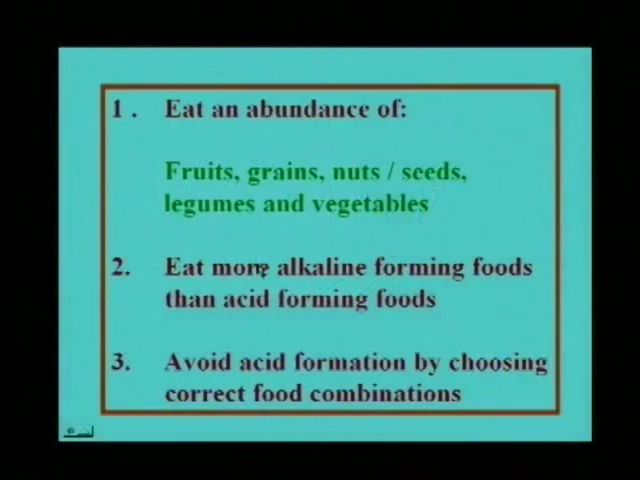 1 . Eat an abundance of:
Fruits, grains, nuts / seeds,
legumes and vegetables
2. Eat more alkaline forming foods
than acid forming foods
3. Avoid acid formation by choosing
correct food combinations